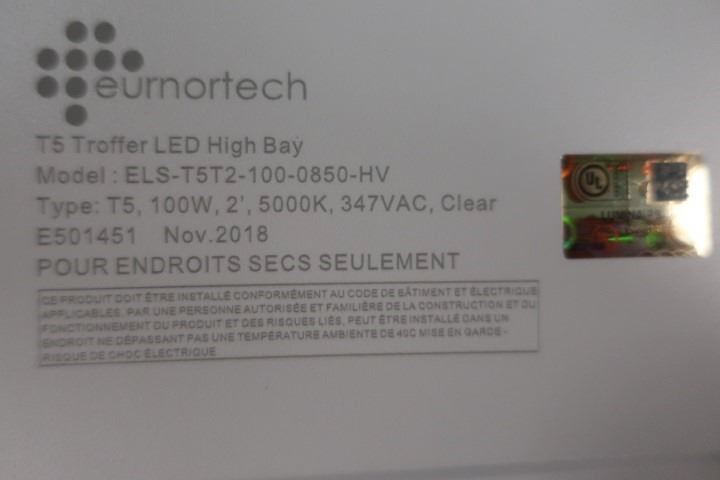 eurnortech
T5 Troffer LED High Bay
Model : ELS-T5T2-100-0850-HV
Type: T5, 100W, 2', 5000K, 347VAC, Clear
E501451 Nov.2018
POUR ENDROITS SECS SEULEMENT
CE PRODUIT DOIT ÊTRE INSTALLÉ CONFORMÉMENT AU CODE DE BÂTIMENT ET ÉLECTRIQUE
APPLICABLES, PAR UNE PERSONNE AUTORISÉE ET FAMILIÈRE DE LA CONSTRUCTION ET DU
FONCTIONNEMENT DU PRODUIT ET DES RISQUES LIÉS, PEUT ÊTRE INSTALLÉ DANS UN
ENDROIT NE DÉPASSANT PAS UNE TEMPÉRATURE AMBIENTE DE 40C MISE EN GARDE -
RISQUE DE CHOC ÉLECTRIQUE
UL